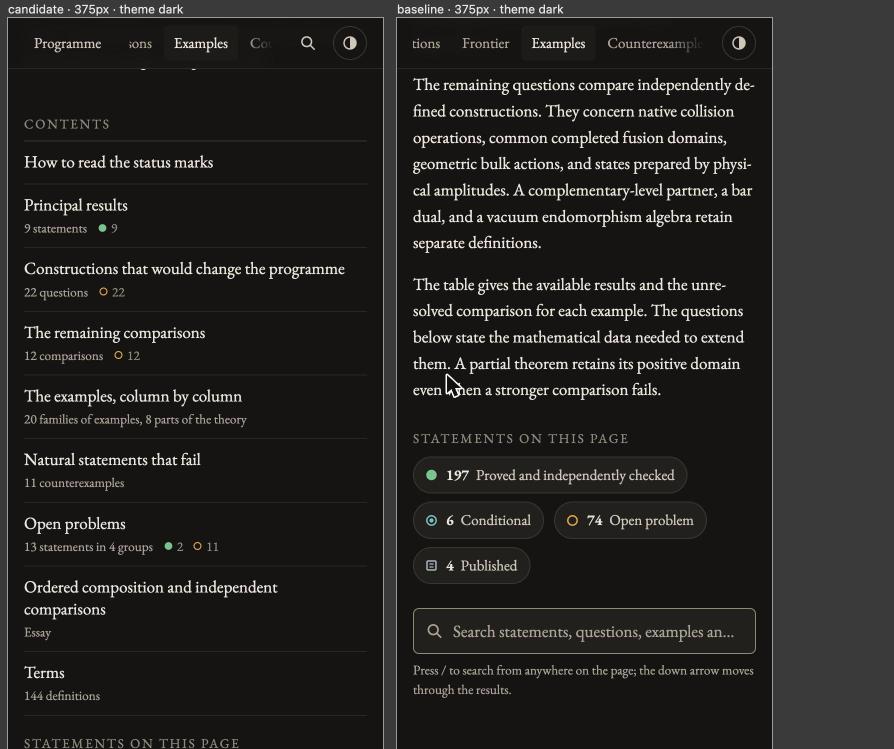 candidate · 375px · theme dark
Programme
Examples
CONTENTS
How to read the status marks
Principal results
9 statements 9
Constructions that would change the programme
22 questions 22
The remaining comparisons
12 comparisons 12
The examples, column by column
20 families of examples, 8 parts of the theory
Natural statements that fail
11 counterexamples
Open problems
13 statements in 4 groups 2 11
Ordered composition and independent
comparisons
Essay
Terms
144 definitions
STATEMENTS ON THIS PAGE
baseline · 375px · theme dark
tions Frontier Examples Counterexample
The remaining questions compare independently de-
fined constructions. They concern native collision
operations, common completed fusion domains,
geometric bulk actions, and states prepared by physi-
cal amplitudes. A complementary-level partner, a bar
dual, and a vacuum endomorphism algebra retain
separate definitions.
The table gives the available results and the unre-
solved comparison for each example. The questions
below state the mathematical data needed to extend
them. A partial theorem retains its positive domain
even when a stronger comparison fails.
STATEMENTS ON THIS PAGE
197 Proved and independently checked
6 Conditional 74 Open problem
4 Published
Search statements, questions, examples an...
Press / to search from anywhere on the page; the down arrow moves
through the results.